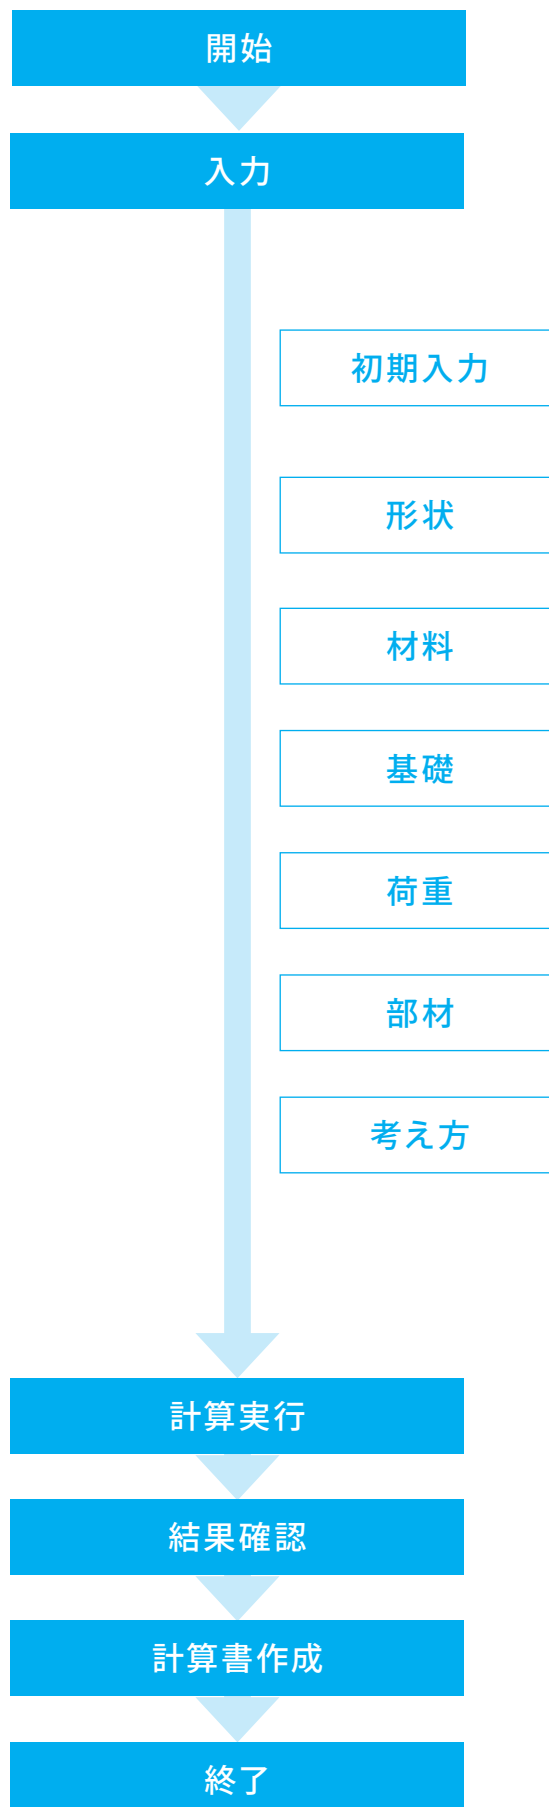 開始
入力
初期入力
形状
材料
基礎
荷重
部材
考え方
計算実行
結果確認
計算書作成
終了